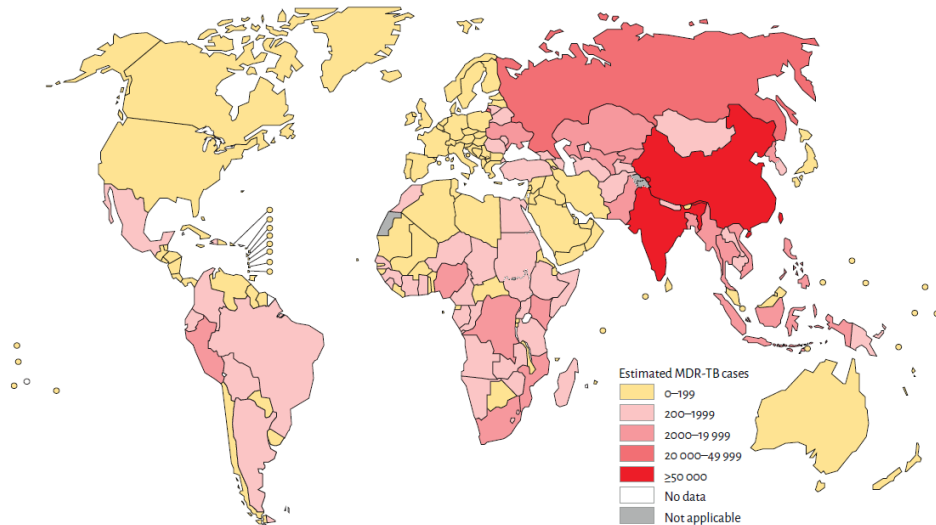 Estimated MDR-TB cases
0–199
200–1999
2000–19 999
20 000–49 999
≥50 000
No data
Not applicable